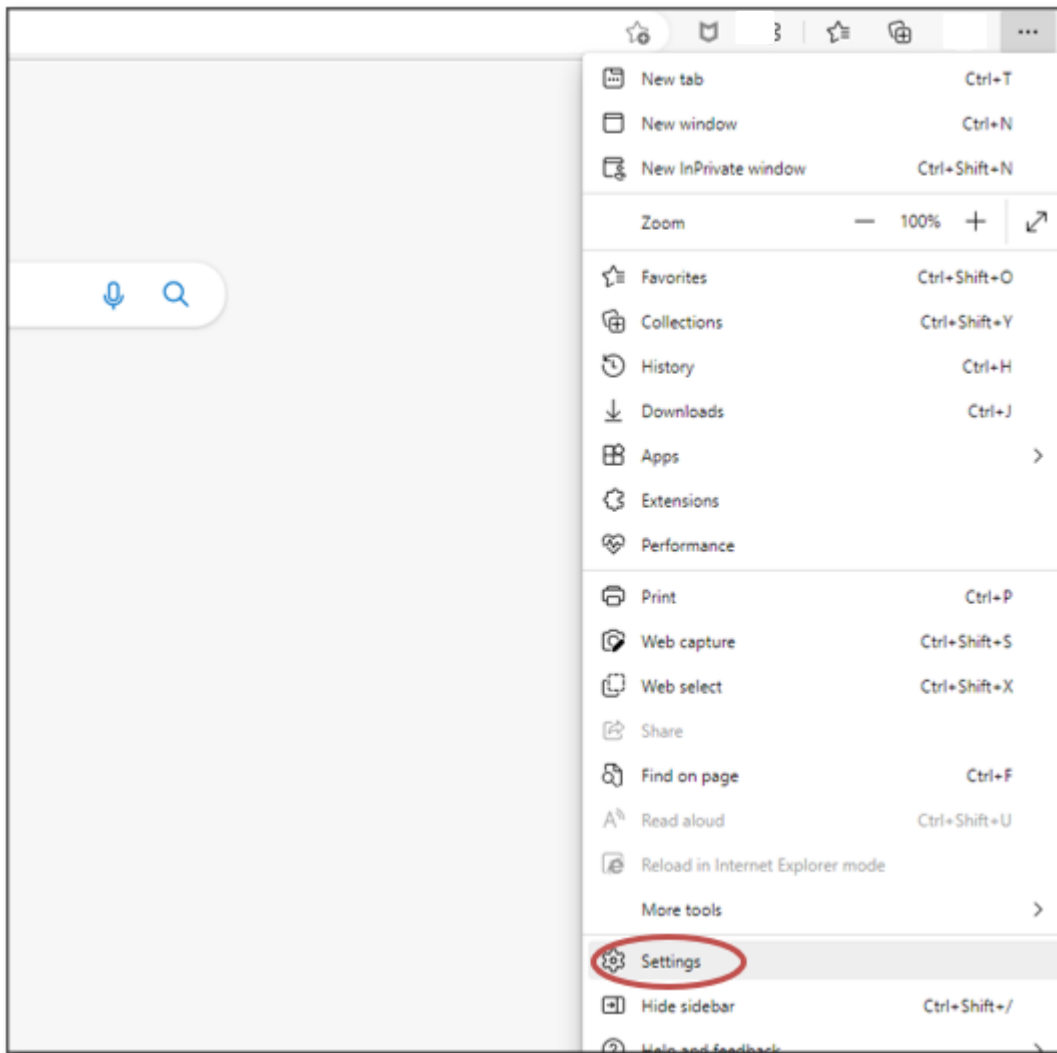 New tab Ctrl+T
New window Ctrl+N
New InPrivate window Ctrl+Shift+N
Zoom — 100% +
Favorites Ctrl+Shift+O
Collections Ctrl+Shift+Y
History Ctrl+H
Downloads Ctrl+J
Apps
Extensions
Performance
Print Ctrl+P
Web capture Ctrl+Shift+S
Web select Ctrl+Shift+X
Share
Find on page Ctrl+F
Read aloud Ctrl+Shift+U
Reload in Internet Explorer mode
More tools
Settings
Hide sidebar Ctrl+Shift+/
Help and feedback